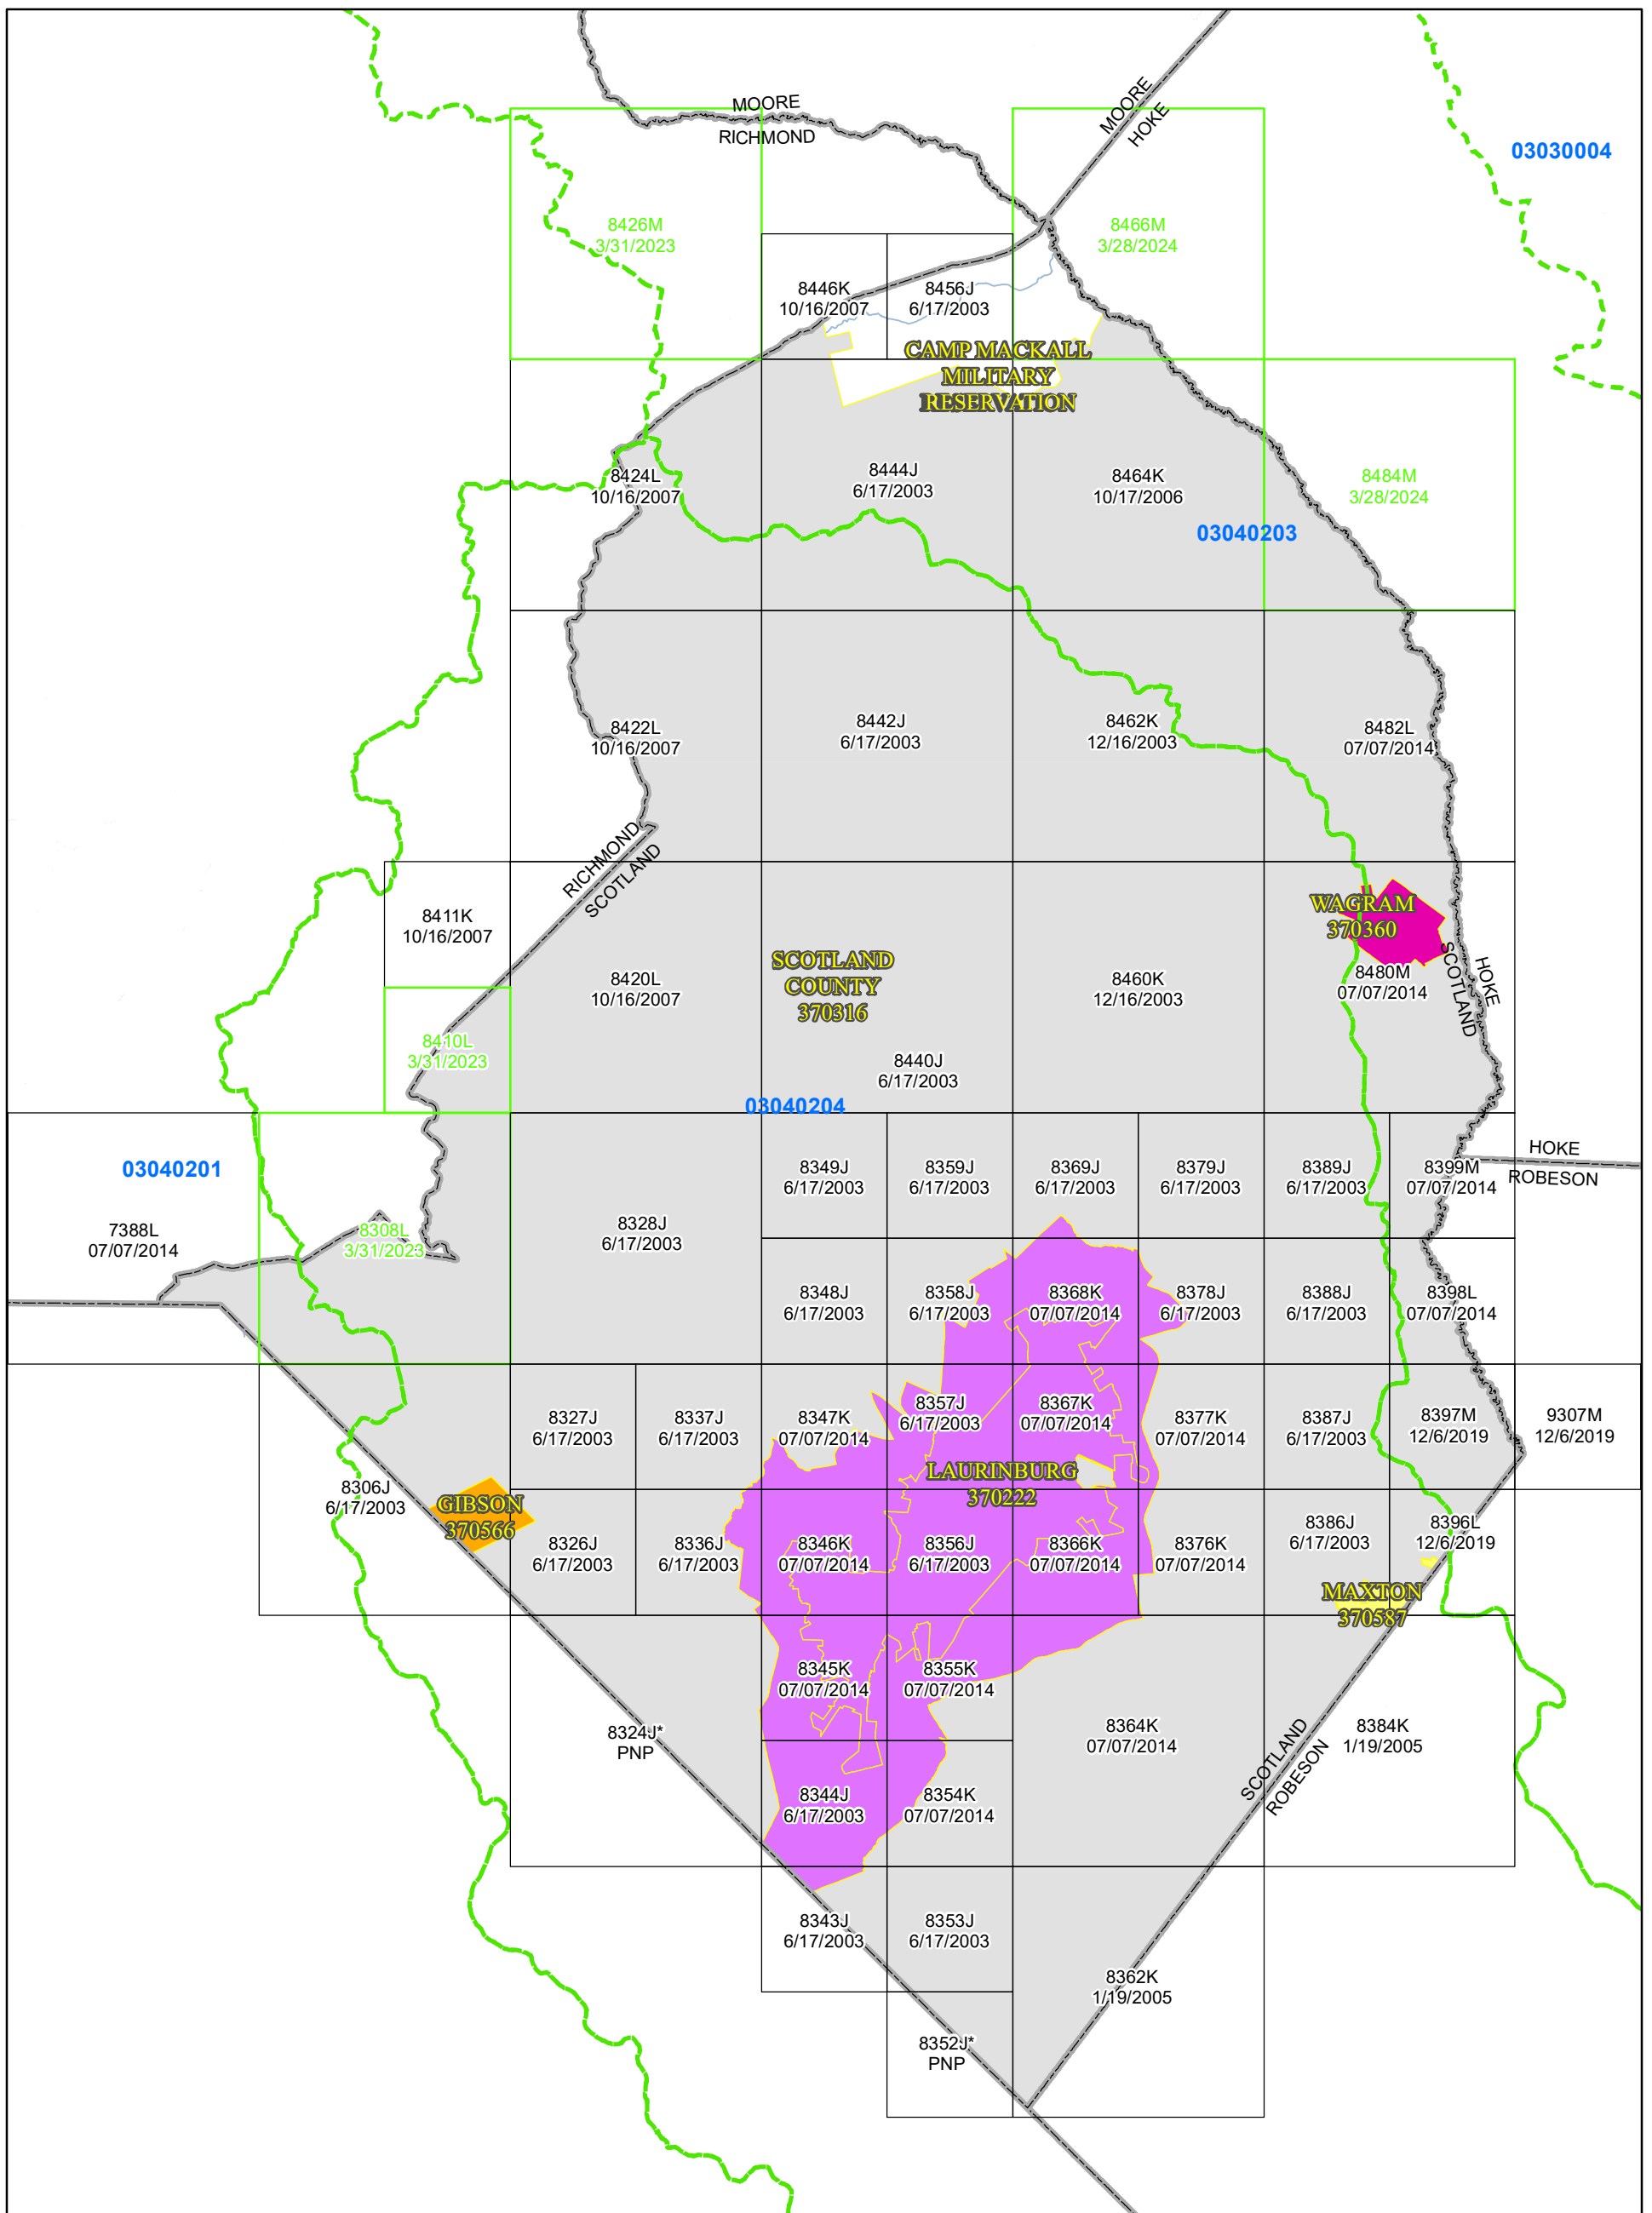 MOORE
RICHMOND
MOORE
HOKE
03030004
8426M
3/31/2023
8466M
3/28/2024
8446K
10/16/2007
8456J
6/17/2003
CAMP MACKALL
MILITARY
RESERVATION
8424L
10/16/2007
8444J
6/17/2003
8464K
10/17/2006
8484M
3/28/2024
03040203
8422L
10/16/2007
8442J
6/17/2003
8462K
12/16/2003
8482L
07/07/2014
RICHMOND
SCOTLAND
8411K
10/16/2007
WAGRAM
370360
SCOTLAND
COUNTY
370316
8420L
10/16/2007
8460K
12/16/2003
8480M
07/07/2014
HOKE
SCOTLAND
8410L
3/31/2023
8440J
6/17/2003
03040204
03040201
HOKE
ROBESON
8349J
6/17/2003
8359J
6/17/2003
8369J
6/17/2003
8379J
6/17/2003
8389J
6/17/2003
8399M
07/07/2014
7388L
07/07/2014
8308L
3/31/2023
8328J
6/17/2003
8348J
6/17/2003
8358J
6/17/2003
8368K
07/07/2014
8378J
6/17/2003
8388J
6/17/2003
8398L
07/07/2014
8327J
6/17/2003
8337J
6/17/2003
8347K
07/07/2014
8357J
6/17/2003
8367K
07/07/2014
8377K
07/07/2014
8387J
6/17/2003
8397M
12/6/2019
9307M
12/6/2019
LAURINBURG
370222
8306J
6/17/2003
GIBSON
370566
8326J
6/17/2003
8336J
6/17/2003
8346K
07/07/2014
8356J
6/17/2003
8366K
07/07/2014
8376K
07/07/2014
8386J
6/17/2003
8396L
12/6/2019
MAXTON
370587
8345K
07/07/2014
8355K
07/07/2014
8324J*
PNP
8364K
07/07/2014
8384K
1/19/2005
SCOTLAND
ROBESON
8344J
6/17/2003
8354K
07/07/2014
8343J
6/17/2003
8353J
6/17/2003
8362K
1/19/2005
8352J*
PNP